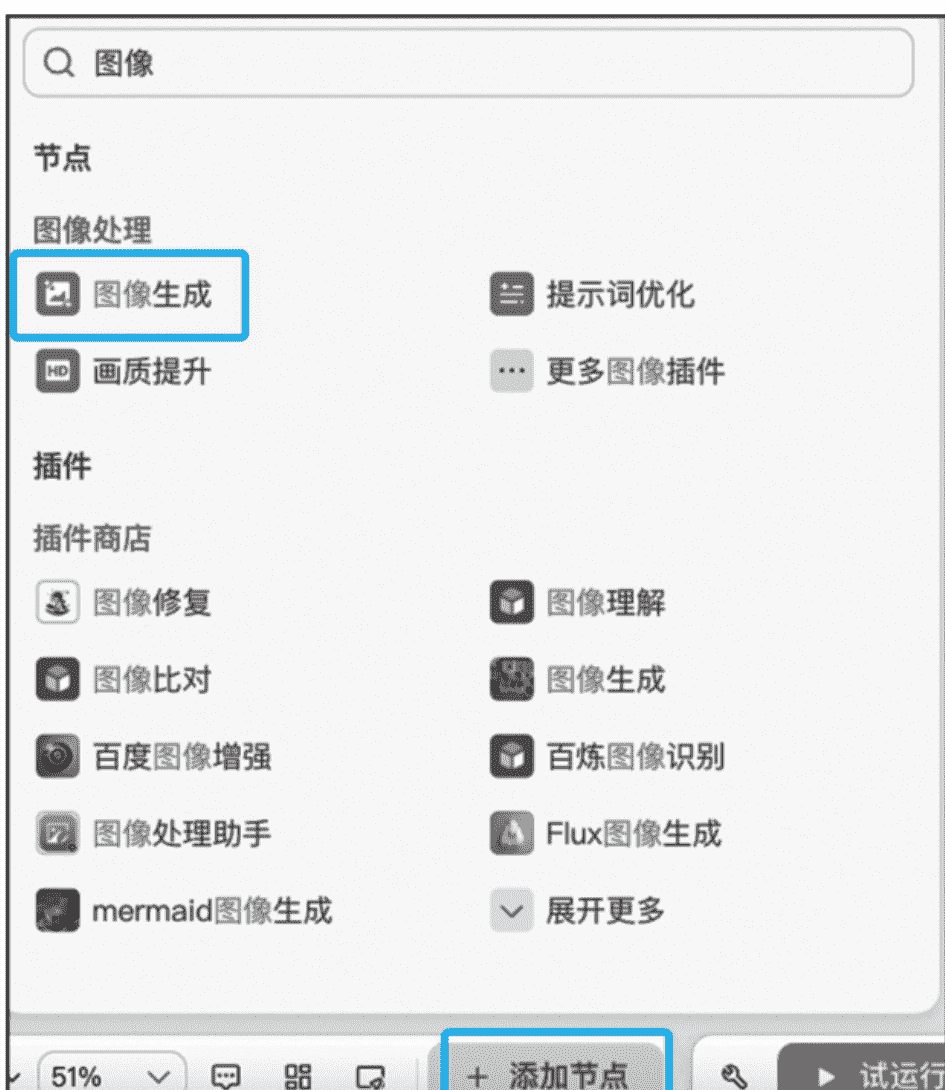 图像
节点
图像处理
图像生成 提示词优化
HD 画质提升 更多图像插件
插件
插件商店
图像修复 图像理解
图像比对 图像生成
百度图像增强 百炼图像识别
图像处理助手 Flux图像生成
mermaid图像生成 展开更多
51% + 添加节点 试运行